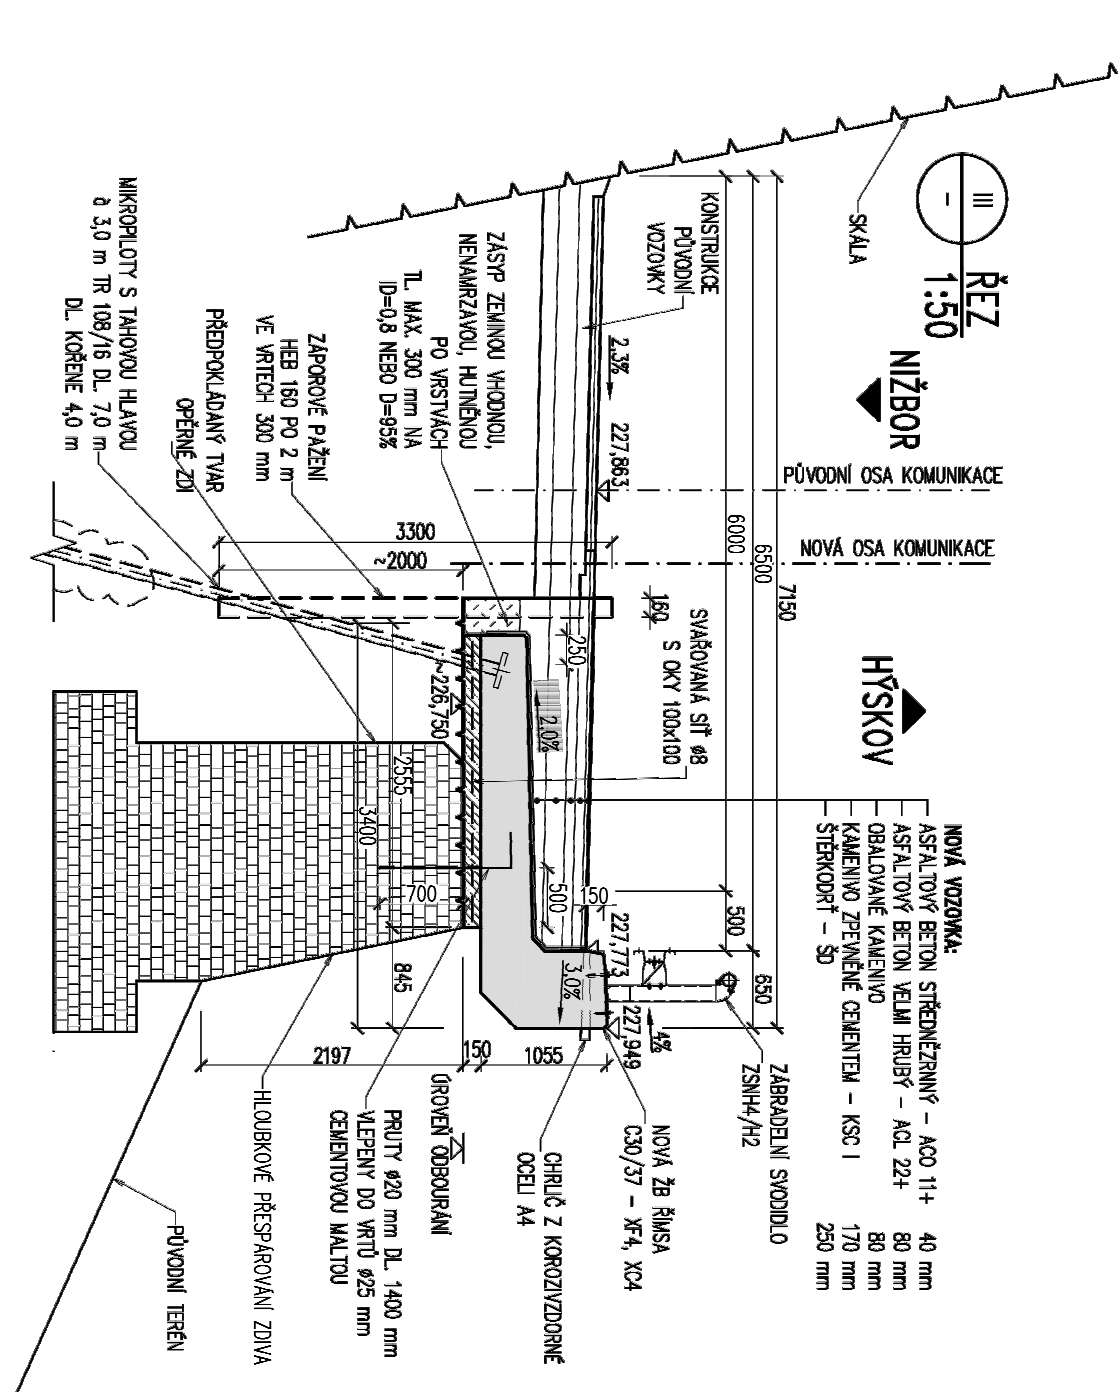 III
-
ŘEZ
1:50
NIŽBOR
HÝSKOV
SKÁLA
PŮVODNÍ OSA KOMUNIKACE
NOVÁ OSA KOMUNIKACE
NOVÁ VOZOVKA:
ASFALTOVÝ BETON STŘEDNĚZRNNÝ - ACO 11+ 40 mm
ASFALTOVÝ BETON VELMI HRUBÝ - ACL 22+ 80 mm
OBALOVANÉ KAMENIVO 80 mm
KAMENIVO ZPEVNĚNÉ CEMENTEM - KSC I 170 mm
ŠTĚRKODRŤ - ŠD 250 mm
7150
6500
650
6000
500
KONSTRUKCE
PŮVODNÍ
VOZOVKY
2,3%
227,863
160
SVAŘOVANÁ SÍŤ ø8
S OKY 100x100
250
2,0%
500
150
227,773
3,0%
4%
227,949
ZÁBRADELNÍ SVODIDLO
ZSNH4/H2
NOVÁ ŽB ŘÍMSA
C30/37 - XF4, XC4
CHRLIČ Z KOROZIVZDORNÉ
OCELI A4
ZÁSYP ZEMINOU VHODNOU,
NENAMRZAVOU, HUTNĚNOU
PO VRSTVÁCH
TL. MAX. 300 mm NA
ID=0,8 NEBO D=95%
ZÁPOROVÉ PAŽENÍ
HEB 160 PO 2 m
VE VRTECH 300 mm
PŘEDPOKLÁDANÝ TVAR
OPĚRNÉ ZDI
MIKROPILOTY S TAHOVOU HLAVOU
á 3,0 m TR 108/16 DL. 7,0 m
DL. KOŘENE 4,0 m
3300
~2000
~226,750
2555
845
3400
700
1055
150
2197
ÚROVEŇ ODBOURÁNÍ
PRUTY ø20 mm DL. 1400 mm
VLEPENY DO VRTŮ ø25 mm
CEMENTOVOU MALTOU
HLOUBKOVÉ PŘESPÁROVÁNÍ ZDIVA
PŮVODNÍ TERÉN